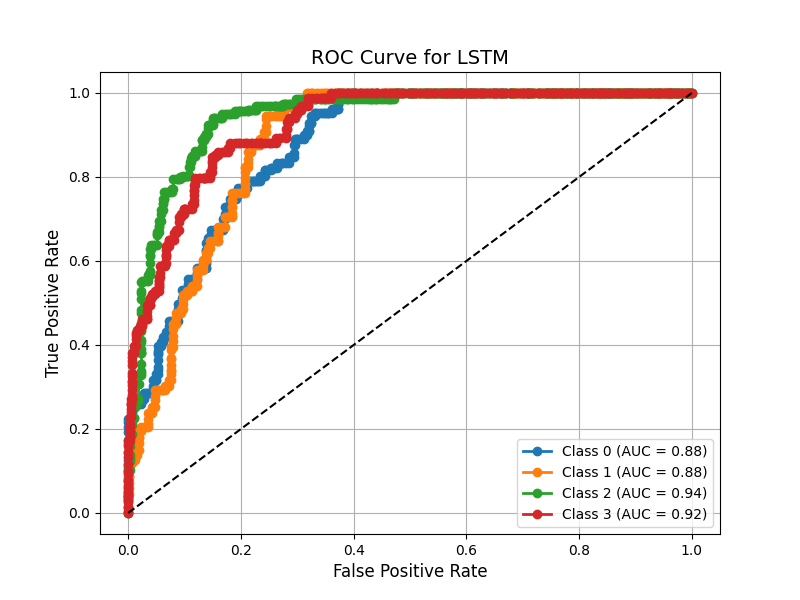 ROC Curve for LSTM
True Positive Rate
1.0
0.8
0.6
0.4
0.2
0.0
Class 0 (AUC = 0.88)
Class 1 (AUC = 0.88)
Class 2 (AUC = 0.94)
Class 3 (AUC = 0.92)
0.0 0.2 0.4 0.6 0.8 1.0
False Positive Rate